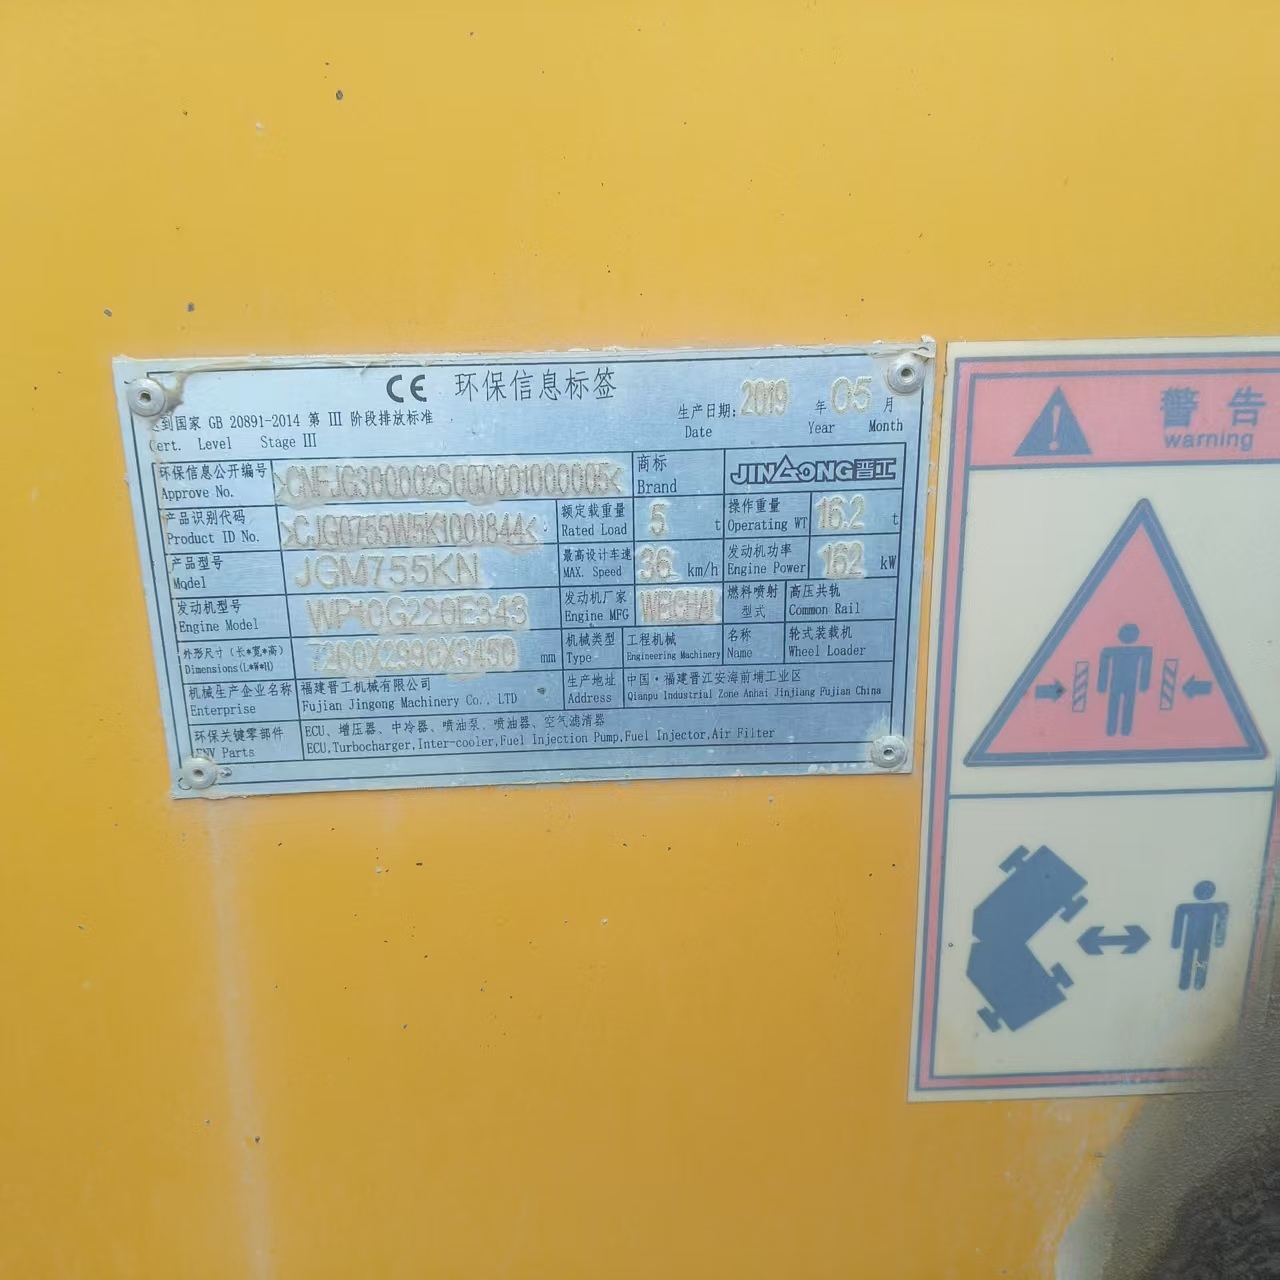 CE 环保信息标签
到国家 GB 20891-2014 第 III 阶段排放标准
Cert. Level Stage III
生产日期: 2019 年 05 月
Date Year Month
环保信息公开编号 Approve No. >CNFJG3G0002S0000001000005<
商标 Brand JINGONG晋工
产品识别代码 Product ID No. >CJG0755W5K1001844<
额定载重量 Rated Load 5 t
操作重量 Operating WT 16.2 t
产品型号 Model JGM755KN
最高设计车速 MAX. Speed 36 km/h
发动机功率 Engine Power 162 kW
发动机型号 Engine Model WP10G220E343
发动机厂家 Engine MFG WEICHAI
燃料喷射型式 高压共轨 Common Rail
外形尺寸(长*宽*高) Dimensions(L*W*H) 7260X2990X3450 mm
机械类型 Type 工程机械 Engineering Machinery
名称 Name 轮式装载机 Wheel Loader
机械生产企业名称 Enterprise 福建晋工机械有限公司 Fujian Jingong Machinery Co., LTD
生产地址 Address 中国·福建晋江安海前埔工业区 Qianpu Industrial Zone Anhai Jinjiang Fujian China
环保关键零部件 ENV Parts ECU、增压器、中冷器、喷油泵、喷油器、空气滤清器
ECU,Turbocharger,Inter-cooler,Fuel Injection Pump,Fuel Injector,Air Filter
警告
warning